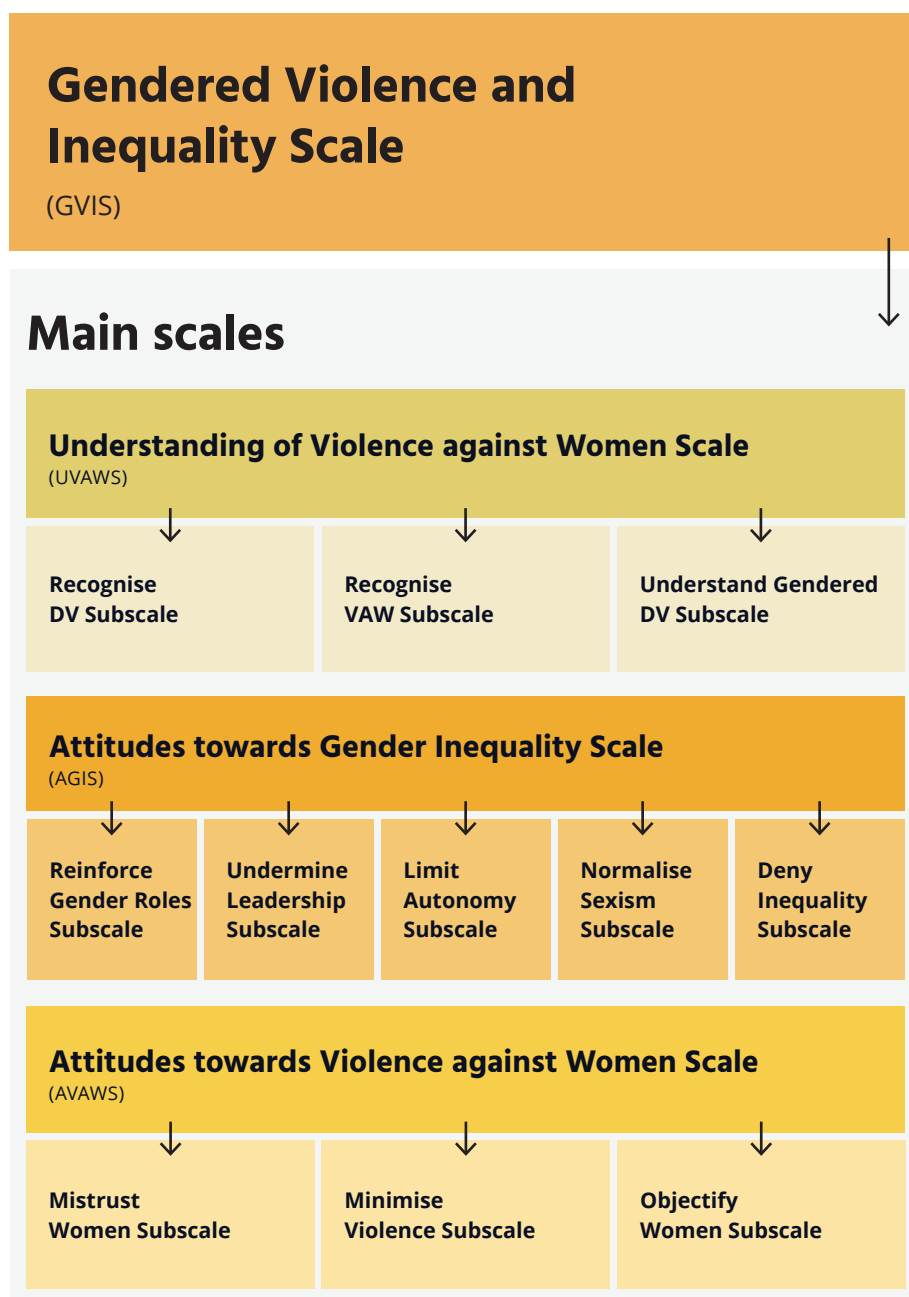 Gendered Violence and
Inequality Scale
(GVIS)
Main scales
Understanding of Violence against Women Scale
(UVAWS)
Recognise
DV Subscale
Recognise
VAW Subscale
Understand Gendered
DV Subscale
Attitudes towards Gender Inequality Scale
(AGIS)
Reinforce
Gender Roles
Subscale
Undermine
Leadership
Subscale
Limit
Autonomy
Subscale
Normalise
Sexism
Subscale
Deny
Inequality
Subscale
Attitudes towards Violence against Women Scale
(AVAWS)
Mistrust
Women Subscale
Minimise
Violence Subscale
Objectify
Women Subscale